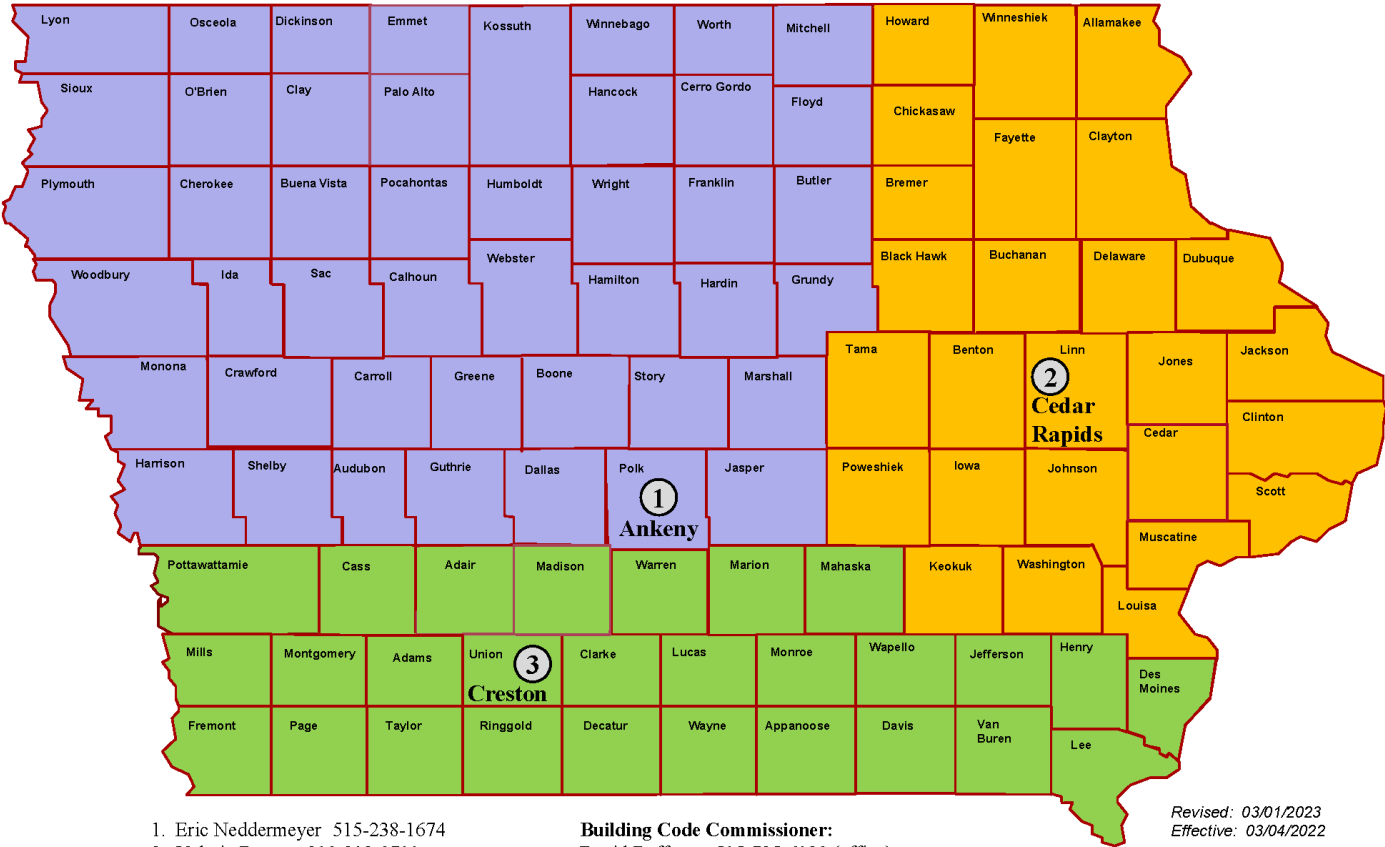 Lyon
Osceola
Dickinson
Emmet
Kossuth
Winnebago
Worth
Mitchell
Howard
Winneshiek
Allamakee
Sioux
O'Brien
Clay
Palo Alto
Hancock
Cerro Gordo
Floyd
Chickasaw
Fayette
Clayton
Plymouth
Cherokee
Buena Vista
Pocahontas
Humboldt
Wright
Franklin
Butler
Bremer
Woodbury
Ida
Sac
Calhoun
Webster
Hamilton
Hardin
Grundy
Black Hawk
Buchanan
Delaware
Dubuque
Monona
Crawford
Carroll
Greene
Boone
Story
Marshall
Tama
Benton
Linn
2
Cedar
Rapids
Jones
Jackson
Clinton
Cedar
Harrison
Shelby
Audubon
Guthrie
Dallas
Polk
1
Ankeny
Jasper
Poweshiek
Iowa
Johnson
Scott
Muscatine
Pottawattamie
Cass
Adair
Madison
Warren
Marion
Mahaska
Keokuk
Washington
Louisa
Mills
Montgomery
Adams
Union
3
Creston
Clarke
Lucas
Monroe
Wapello
Jefferson
Henry
Des
Moines
Fremont
Page
Taylor
Ringgold
Decatur
Wayne
Appanoose
Davis
Van
Buren
Lee
Revised: 03/01/2023
Effective: 03/04/2022
1. Eric Neddermeyer 515-238-1674
Building Code Commissioner: